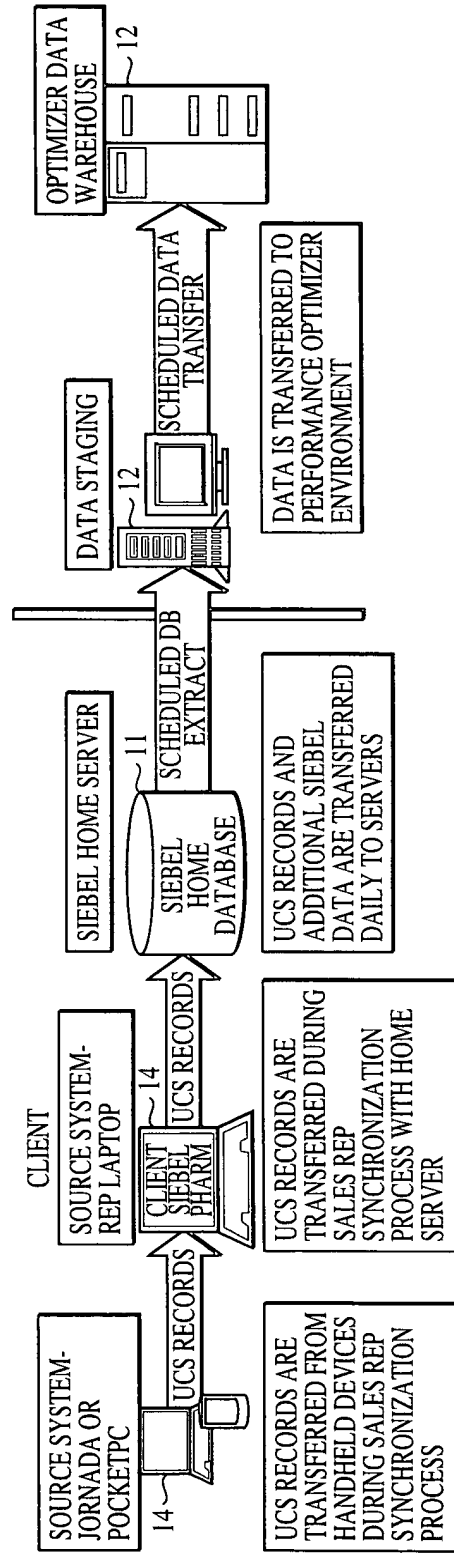 CLIENT
SOURCE SYSTEM-
JORNADA OR
POCKETPC
14
UCS RECORDS
UCS RECORDS ARE
TRANSFERRED FROM
HANDHELD DEVICES
DURING SALES REP
SYNCHRONIZATION
PROCESS
SOURCE SYSTEM-
REP LAPTOP
14
CLIENT
SIEBEL
PHARM
UCS RECORDS
UCS RECORDS ARE
TRANSFERRED DURING
SALES REP
SYNCHRONIZATION
PROCESS WITH HOME
SERVER
SIEBEL HOME SERVER
11
SIEBEL
HOME
DATABASE
SCHEDULED DB
EXTRACT
UCS RECORDS AND
ADDITIONAL SIEBEL
DATA ARE TRANSFERRED
DAILY TO SERVERS
DATA STAGING
12
SCHEDULED DATA
TRANSFER
DATA IS TRANSFERRED TO
PERFORMANCE OPTIMIZER
ENVIRONMENT
OPTIMIZER DATA
WAREHOUSE
12